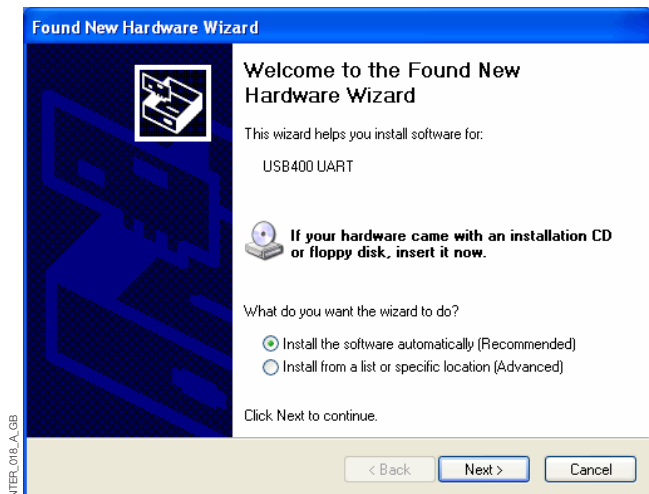 Found New Hardware Wizard
Welcome to the Found New
Hardware Wizard
This wizard helps you install software for:
USB400 UART
If your hardware came with an installation CD
or floppy disk, insert it now.
What do you want the wizard to do?
Install the software automatically (Recommended)
Install from a list or specific location (Advanced)
Click Next to continue.
< Back
Next >
Cancel